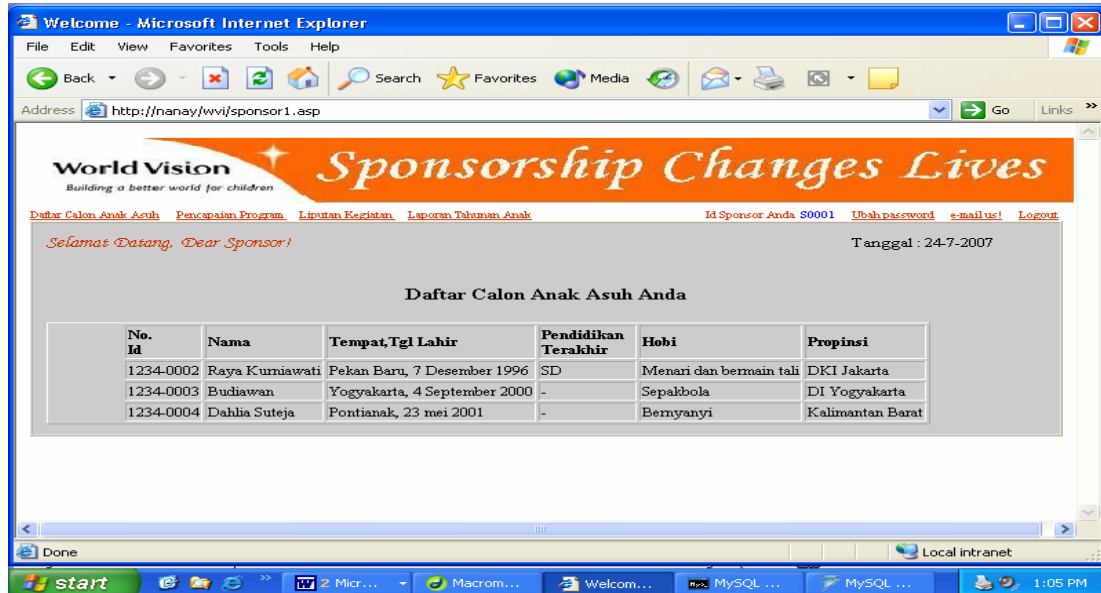 Welcome - Microsoft Internet Explorer
File Edit View Favorites Tools Help
Back Search Favorites Media
Address http://nanay/wvi/sponsor1.asp Go Links »
World Vision
Building a better world for children
Sponsorship Changes Lives
Daftar Calon Anak Asuh Pencapaian Program Liputan Kegiatan Laporan Tahunan Anak Id Sponsor Anda S0001 Ubah password e-mail us! Logout
Selamat Datang, Dear Sponsor! Tanggal : 24-7-2007
Daftar Calon Anak Asuh Anda
No. Id Nama Tempat,Tgl Lahir Pendidikan Terakhir Hobi Propinsi
1234-0002 Raya Kurniawati Pekan Baru, 7 Desember 1996 SD Menari dan bermain tali DKI Jakarta
1234-0003 Budiawan Yogyakarta, 4 September 2000 - Sepakbola DI Yogyakarta
1234-0004 Dahlia Suteja Pontianak, 23 mei 2001 - Bernyanyi Kalimantan Barat
Done Local intranet
start » 2 Micr... Macrom... Welcom... MySQL ... MySQL ... 1:05 PM